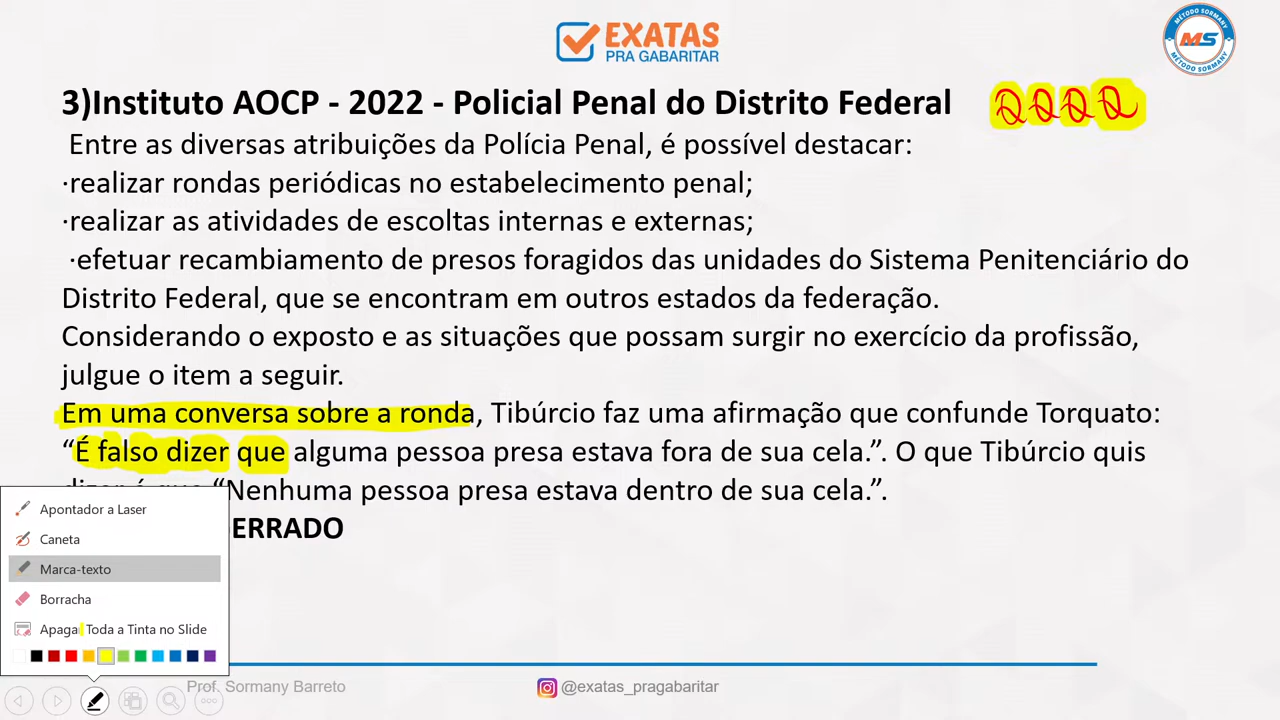 EXATAS
PRA GABARITAR
MÉTODO SORMANY
MS
MÉTODO SORMANY
3)Instituto AOCP - 2022 - Policial Penal do Distrito Federal
Entre as diversas atribuições da Polícia Penal, é possível destacar:
·realizar rondas periódicas no estabelecimento penal;
·realizar as atividades de escoltas internas e externas;
·efetuar recambiamento de presos foragidos das unidades do Sistema Penitenciário do
Distrito Federal, que se encontram em outros estados da federação.
Considerando o exposto e as situações que possam surgir no exercício da profissão,
julgue o item a seguir.
Em uma conversa sobre a ronda, Tibúrcio faz uma afirmação que confunde Torquato:
“É falso dizer que alguma pessoa presa estava fora de sua cela.”. O que Tibúrcio quis
“Nenhuma pessoa presa estava dentro de sua cela.”.
ERRADO
Apontador a Laser
Caneta
Marca-texto
Borracha
Apaga Toda a Tinta no Slide
Prof. Sormany Barreto
@exatas_pragabaritar